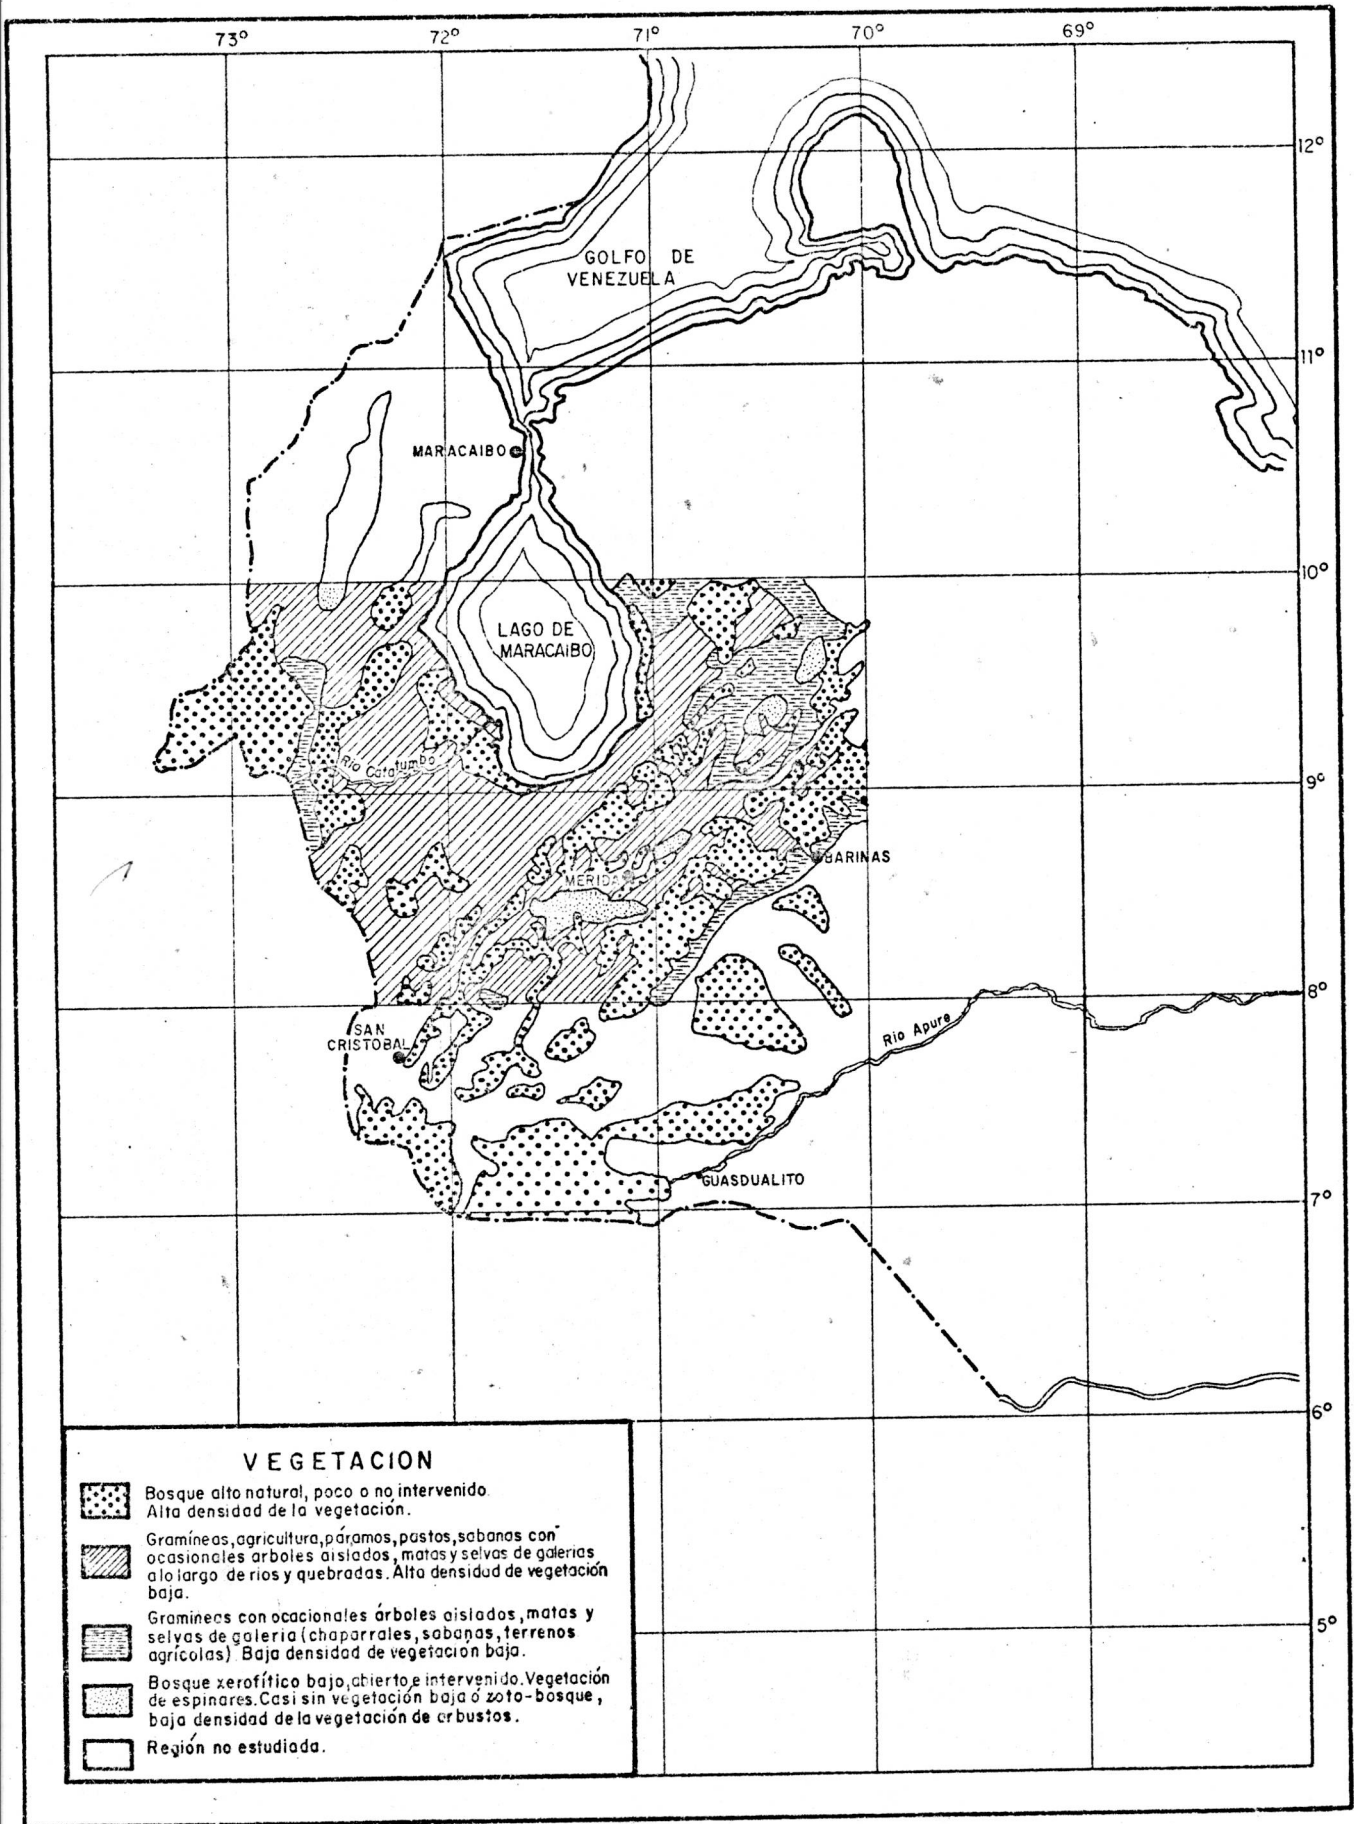 73° 72° 71° 70° 69°
12°
GOLFO DE
VENEZUELA
11°
MARACAIBO
10°
LAGO DE
MARACAIBO
Rio Catatumbo
9°
BARINAS
MERIDA
8°
SAN
CRISTOBAL
Rio Apure
GUASDUALITO
7°
6°
5°
VEGETACION
Bosque alto natural, poco o no intervenido.
Alta densidad de la vegetación.
Gramíneas, agricultura, páramos, pastos, sabanas con
ocasionales arboles aislados, matas y selvas de galerias
a lo largo de rios y quebradas. Alta densidad de vegetación
baja.
Gramineas con ocacionales árboles aislados, matas y
selvas de galeria (chaparrales, sabanas, terrenos
agrícolas) Baja densidad de vegetación baja.
Bosque xerofítico bajo, abierto, e intervenido. Vegetación
de espinares. Casi sin vegetación baja ó zoto-bosque,
baja densidad de la vegetación de arbustos.
Región no estudiada.